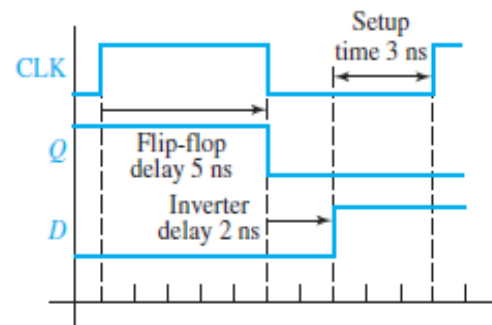 Setup
time 3 ns
CLK
Q
Flip-flop
delay 5 ns
Inverter
delay 2 ns
D